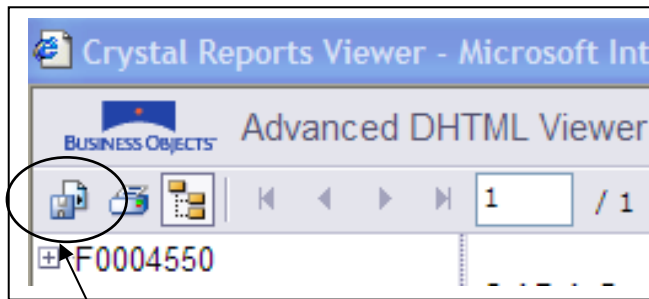 Crystal Reports Viewer - Microsoft Int
BUSINESS OBJECTS Advanced DHTML Viewer
1 / 1
F0004550